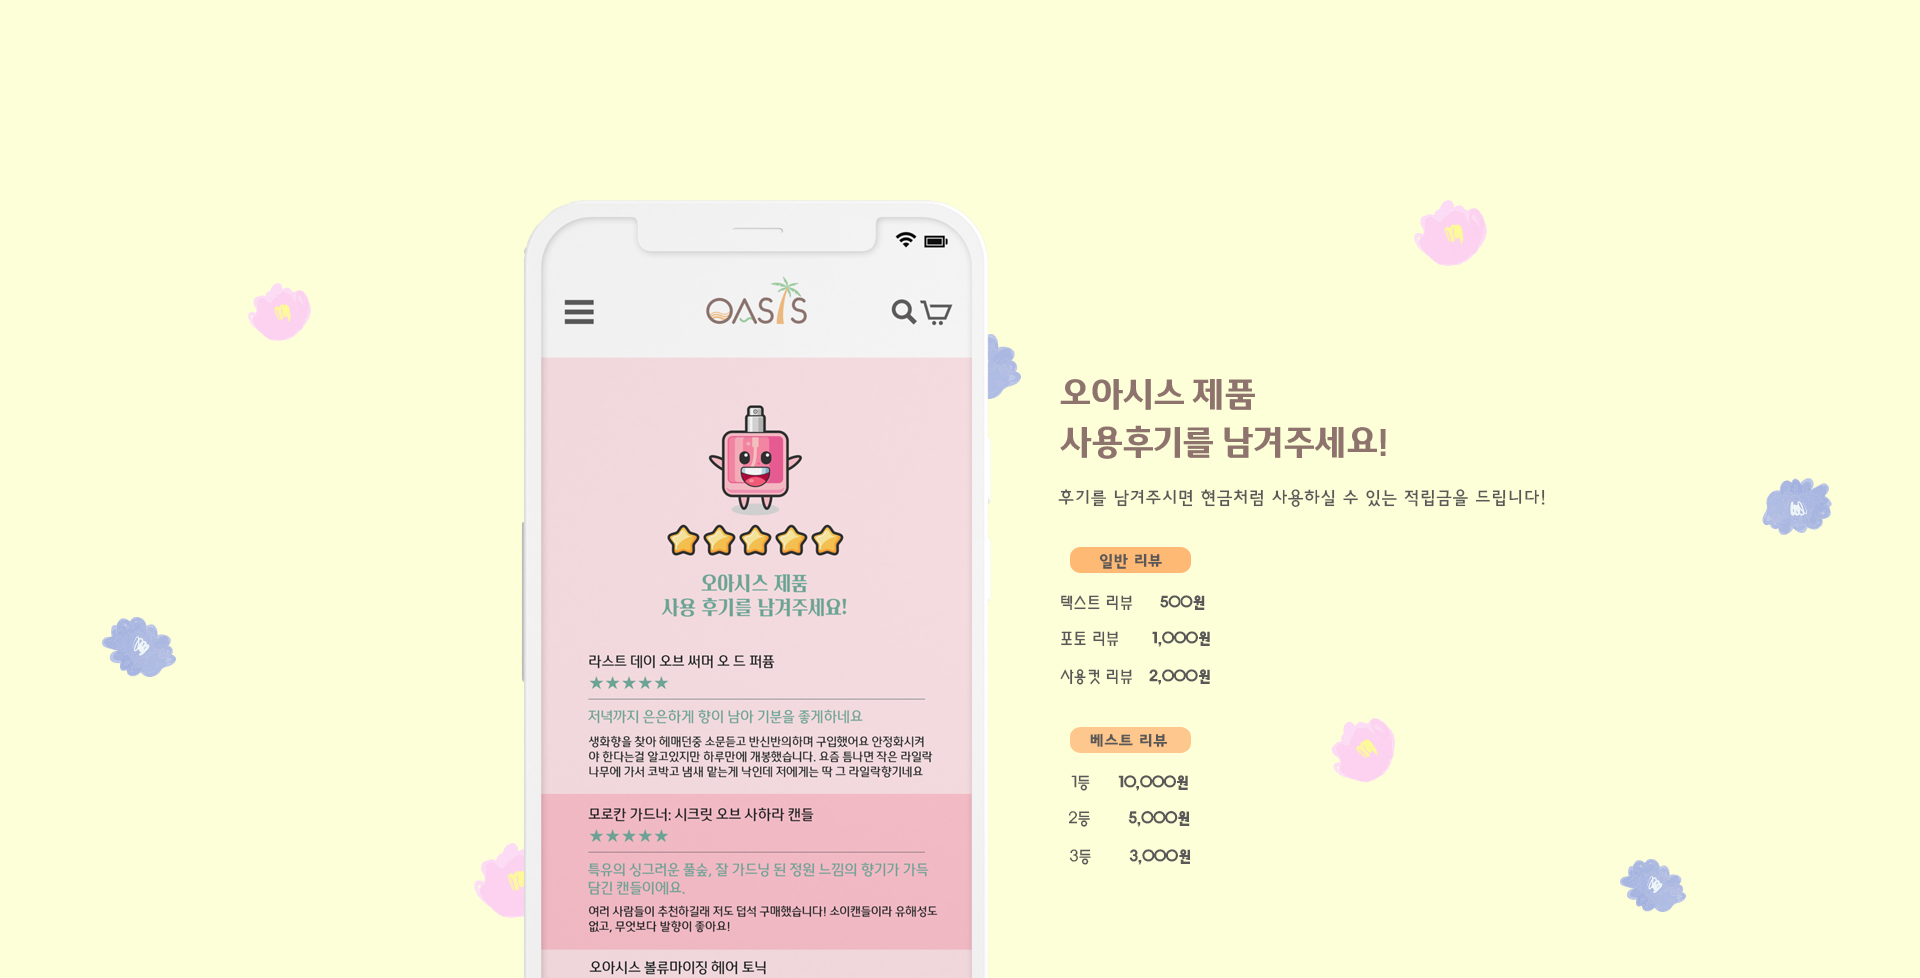 OASIS
오아시스 제품
사용 후기를 남겨주세요!
라스트 데이 오브 써머 오 드 퍼퓸
★★★★★
저녁까지 은은하게 향이 남아 기분을 좋게하네요
생화향을 찾아 헤매던중 소문듣고 반신반의하며 구입했어요 안정화시켜
야 한다는걸 알고있지만 하루만에 개봉했습니다. 요즘 틈나면 작은 라일락
나무에 가서 코박고 냄새 맡는게 낙인데 저에게는 딱 그 라일락향기네요
모로칸 가드너: 시크릿 오브 사하라 캔들
★★★★★
특유의 싱그러운 풀숲, 잘 가드닝 된 정원 느낌의 향기가 가득
담긴 캔들이에요.
여러 사람들이 추천하길래 저도 덥석 구매했습니다! 소이캔들이라 유해성도
없고, 무엇보다 발향이 좋아요!
오아시스 볼류마이징 헤어 토닉
오아시스 제품
사용후기를 남겨주세요!
후기를 남겨주시면 현금처럼 사용하실 수 있는 적립금을 드립니다!
일반 리뷰
텍스트 리뷰 500원
포토 리뷰 1,000원
사용컷 리뷰 2,000원
베스트 리뷰
1등 10,000원
2등 5,000원
3등 3,000원